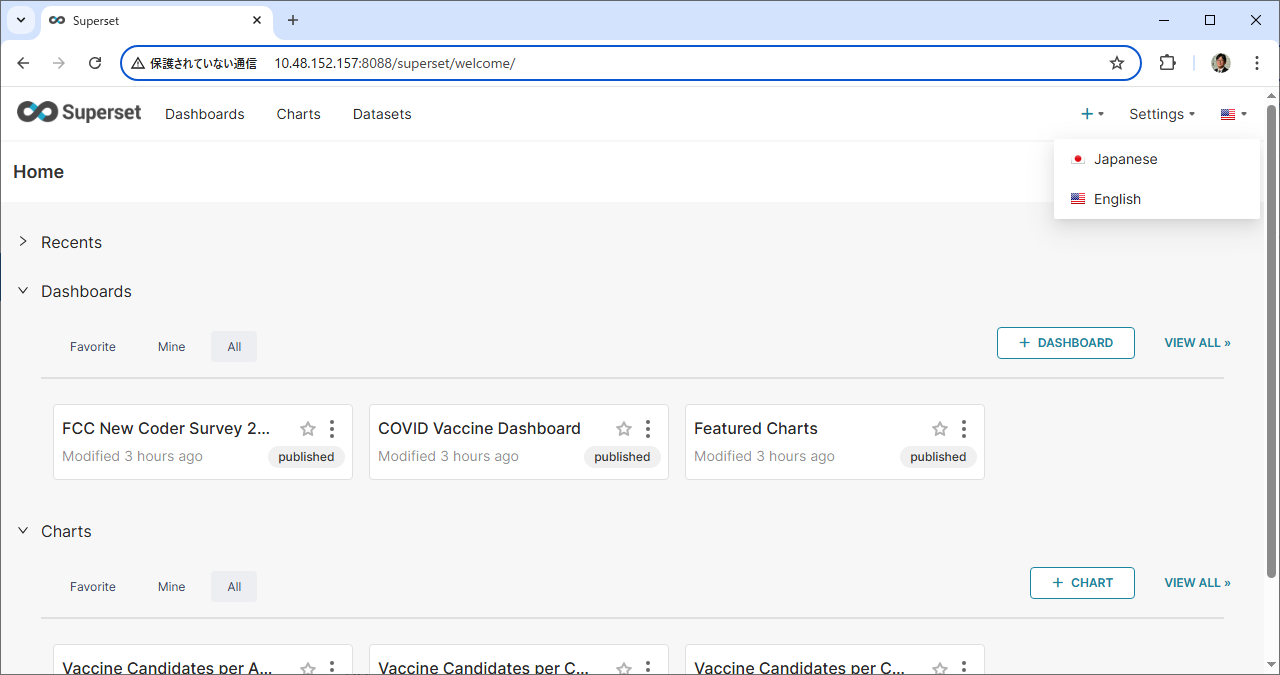 Superset
保護されていない通信 10.48.152.157:8088/superset/welcome/
Superset Dashboards Charts Datasets Settings
Japanese
English
Home
Recents
Dashboards
Favorite Mine All + DASHBOARD VIEW ALL »
FCC New Coder Survey 2... COVID Vaccine Dashboard Featured Charts
Modified 3 hours ago published Modified 3 hours ago published Modified 3 hours ago published
Charts
Favorite Mine All + CHART VIEW ALL »
Vaccine Candidates per A... Vaccine Candidates per C... Vaccine Candidates per C...